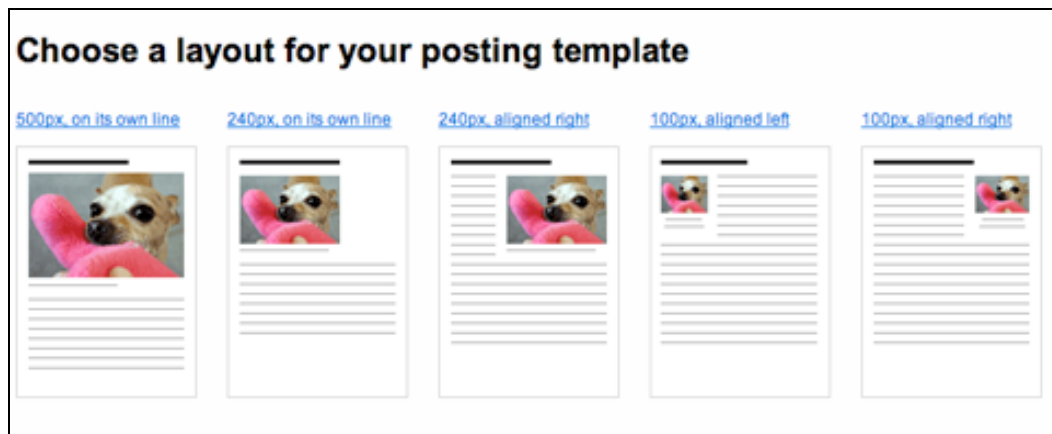 Choose a layout for your posting template
500px, on its own line
240px, on its own line
240px, aligned right
100px, aligned left
100px, aligned right